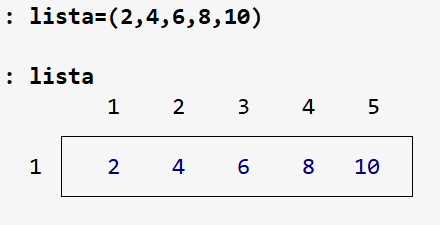 : lista=(2,4,6,8,10)
: lista
1 2 3 4 5
1 2 4 6 8 10